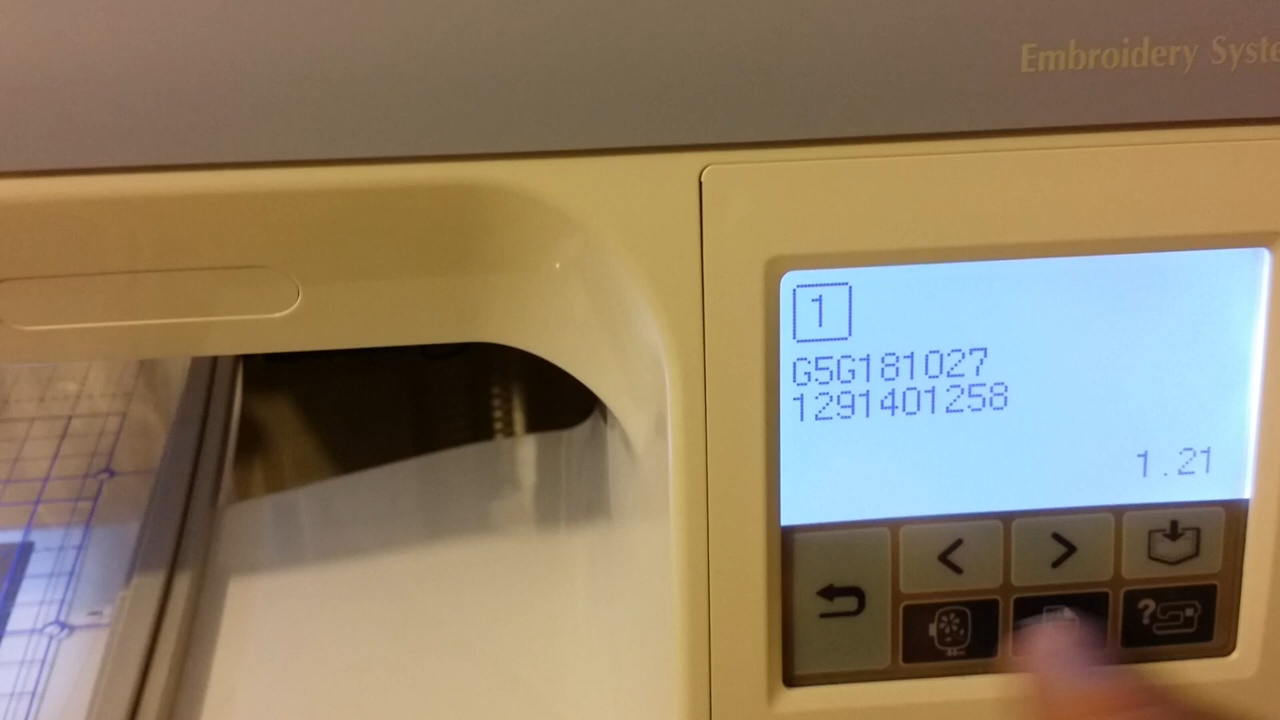 Embroidery Syste
1
G5G181027
1291401258
1.21
< >
?